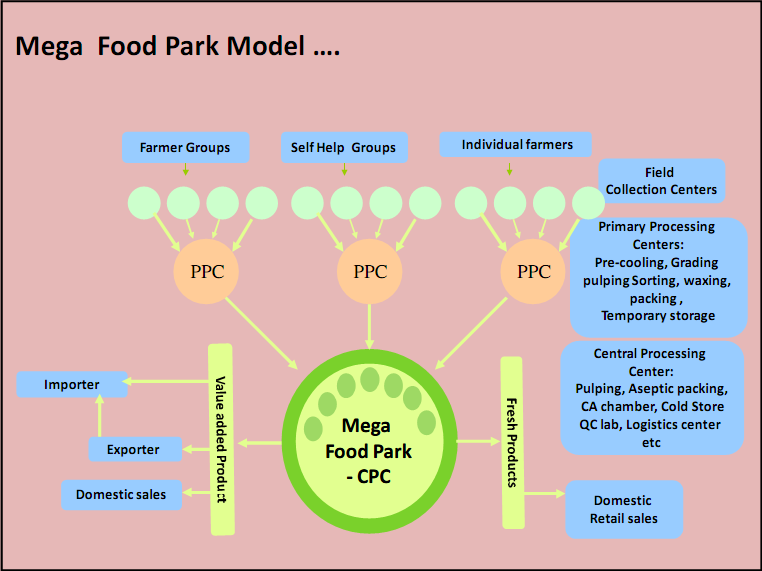 Mega Food Park Model ….
Farmer Groups
Self Help Groups
Individual farmers
Field
Collection Centers
PPC
PPC
PPC
Primary Processing
Centers:
Pre-cooling, Grading
pulping Sorting, waxing,
packing ,
Temporary storage
Central Processing
Center:
Pulping, Aseptic packing,
CA chamber, Cold Store
QC lab, Logistics center
etc
Importer
Exporter
Domestic sales
Value added Product
Mega
Food Park
- CPC
Fresh Products
Domestic
Retail sales